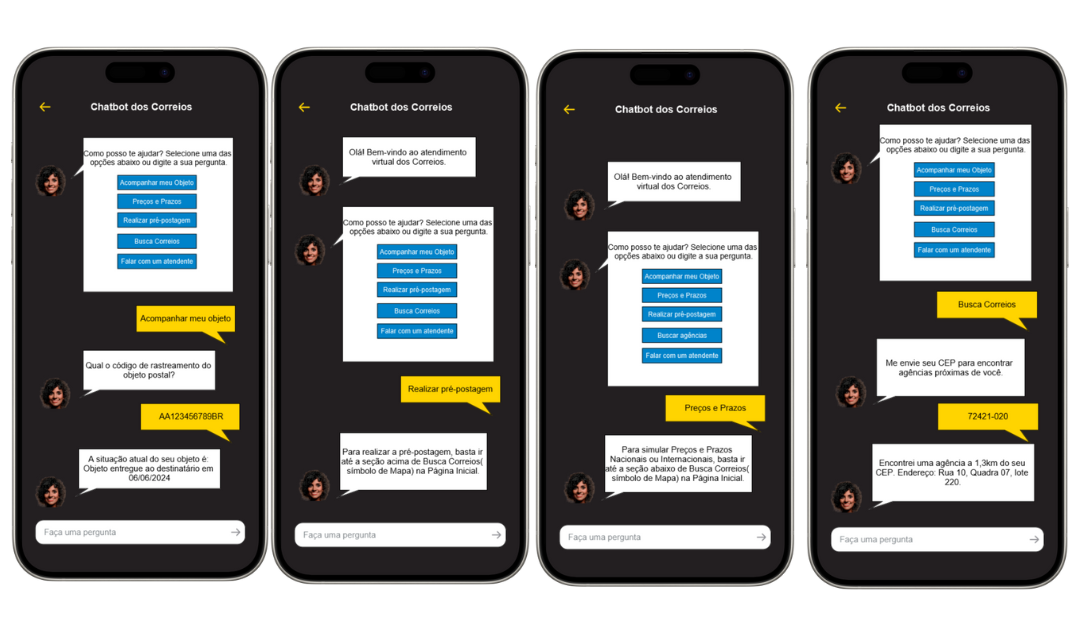 Chatbot dos Correios
Como posso te ajudar? Selecione uma das
opções abaixo ou digite a sua pergunta.
Acompanhar meu Objeto
Preços e Prazos
Realizar pré-postagem
Busca Correios
Falar com um atendente
Acompanhar meu objeto
Qual o código de rastreamento do
objeto postal?
AA123456789BR
A situação atual do seu objeto é:
Objeto entregue ao destinatário em
06/06/2024
Faça uma pergunta
Chatbot dos Correios
Olá! Bem-vindo ao atendimento
virtual dos Correios.
Como posso te ajudar? Selecione uma das
opções abaixo ou digite a sua pergunta.
Acompanhar meu Objeto
Preços e Prazos
Realizar pré-postagem
Busca Correios
Falar com um atendente
Realizar pré-postagem
Para realizar a pré-postagem, basta ir
até a seção acima de Busca Correios(
símbolo de Mapa) na Página Inicial.
Faça uma pergunta
Chatbot dos Correios
Olá! Bem-vindo ao atendimento
virtual dos Correios.
Como posso te ajudar? Selecione uma das
opções abaixo ou digite a sua pergunta.
Acompanhar meu Objeto
Preços e Prazos
Realizar pré-postagem
Buscar agências
Falar com um atendente
Preços e Prazos
Para simular Preços e Prazos
Nacionais ou Internacionais, basta ir
até a seção abaixo de Busca Correios(
símbolo de Mapa) na Página Inicial.
Faça uma pergunta
Chatbot dos Correios
Como posso te ajudar? Selecione uma das
opções abaixo ou digite a sua pergunta.
Acompanhar meu Objeto
Preços e Prazos
Realizar pré-postagem
Busca Correios
Falar com um atendente
Busca Correios
Me envie seu CEP para encontrar
agências próximas de você.
72421-020
Encontrei uma agência a 1,3km do seu
CEP. Endereço: Rua 10, Quadra 07, lote
220.
Faça uma pergunta